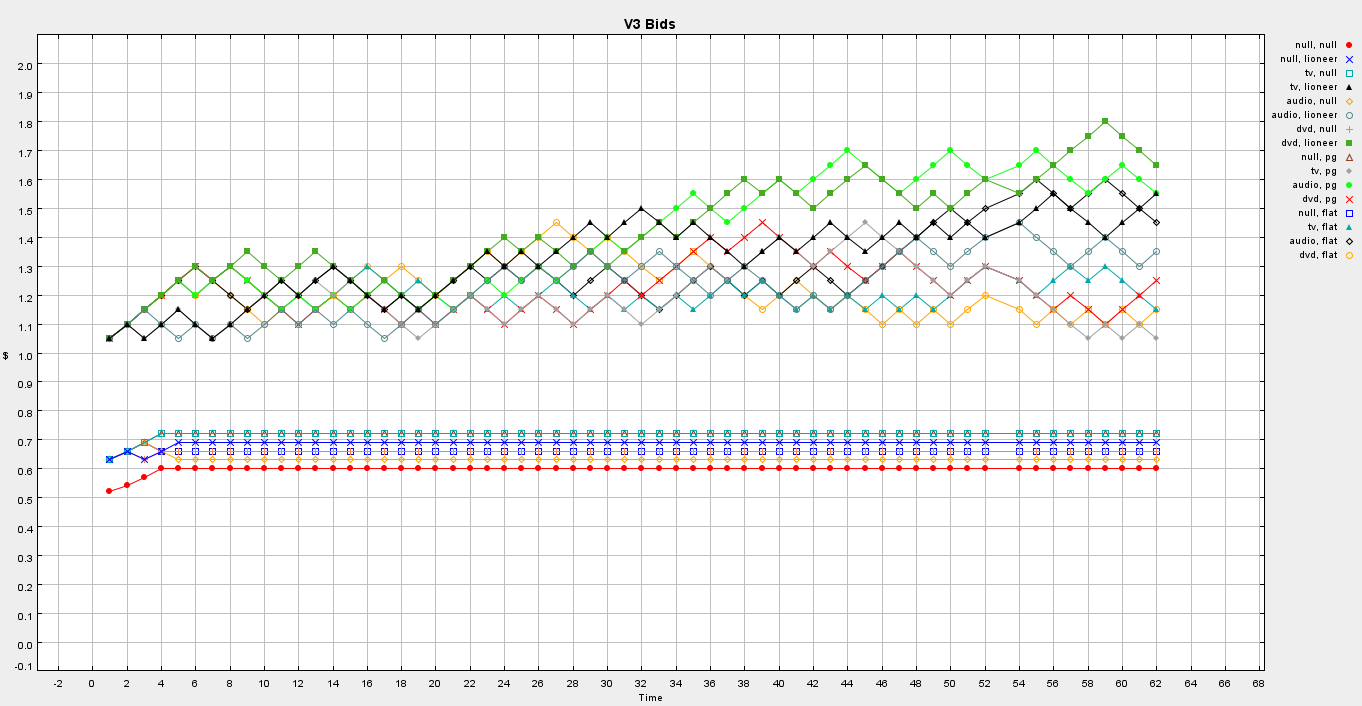 V3 Bids
null, null
null, lioneer
tv, null
tv, lioneer
audio, null
audio, lioneer
dvd, null
dvd, lioneer
null, pg
tv, pg
audio, pg
dvd, pg
null, flat
tv, flat
audio, flat
dvd, flat
2.0
1.9
1.8
1.7
1.6
1.5
1.4
1.3
1.2
1.1
1.0
0.9
0.8
0.7
0.6
0.5
0.4
0.3
0.2
0.1
0.0
-0.1
$
-2 0 2 4 6 8 10 12 14 16 18 20 22 24 26 28 30 32 34 36 38 40 42 44 46 48 50 52 54 56 58 60 62 64 66 68
Time